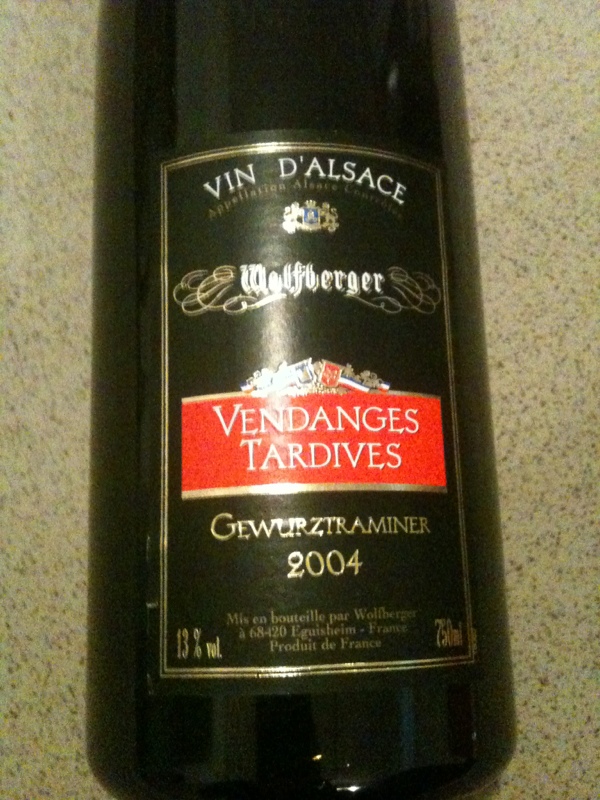 VIN D'ALSACE
Appellation Alsace Contrôlée
Wolfberger
VENDANGES
TARDIVES
GEWURZTRAMINER
2004
Mis en bouteille par Wolfberger
à 68420 Eguisheim - France
Produit de France
13 % vol.
750ml